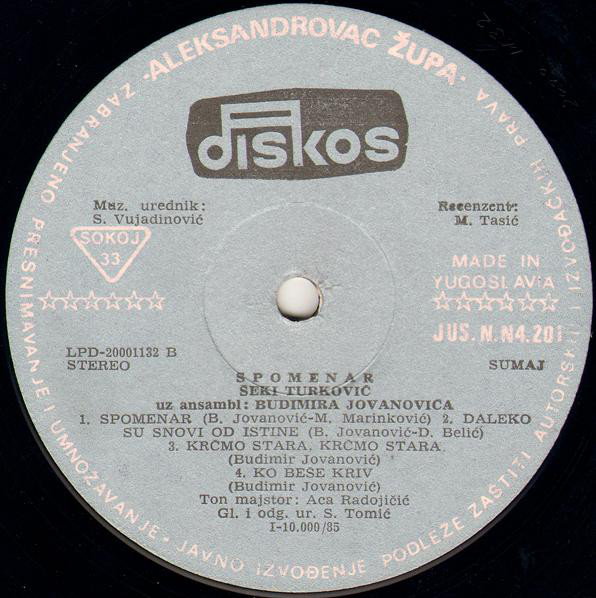 ALEKSANDROVAC ŽUPA
diskos
Muz. urednik:
S. Vujadinović
Recenzent:
M. Tasić
SOKOJ
33
MADE IN
YUGOSLAVIA
☆☆☆☆☆☆
☆☆☆☆☆☆
JUS. N.N4.201
LPD-20001132 B
STEREO
SUMAJ
SPOMENAR
ŠEKI TURKOVIĆ
uz ansambl: BUDIMIRA JOVANOVIĆA
1. SPOMENAR (B. Jovanović-M. Marinković) 2. DALEKO
SU SNOVI OD ISTINE (B. Jovanović-D. Belić)
3. KRČMO STARA, KRČMO STARA
(Budimir Jovanović)
4. KO BEŠE KRIV
(Budimir Jovanović)
Ton majstor: Aca Radojičić
Gl. i odg. ur. S. Tomić
I-10.000/85
ZABRANJENO PRESNIMAVANJE I UMNOŽAVANJE • JAVNO IZVOĐENJE PODLEŽE ZAŠTITI AUTORSKIH I IZVOĐAČKIH PRAVA